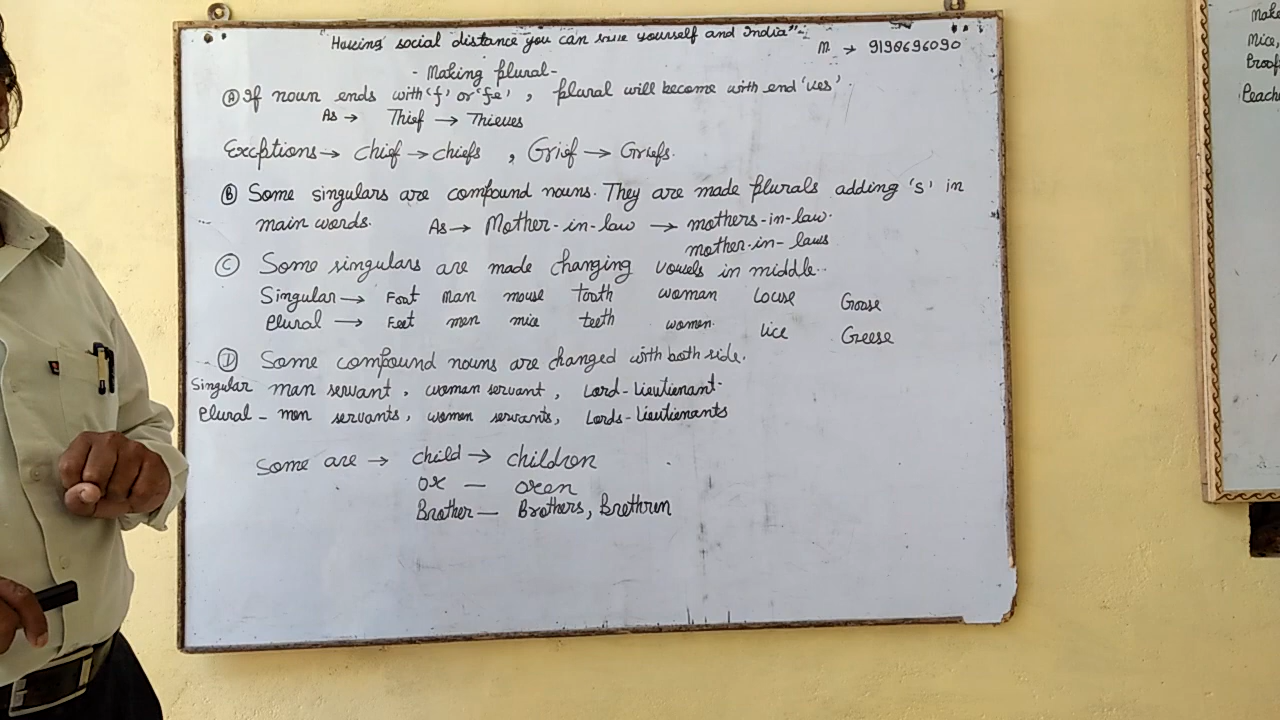 "Having social distance you can save yourself and India"
M → 9198696090
- Making plural -
(A) If noun ends with 'f' or 'fe', plural will become with end 'ves'.
As → Thief → Thieves
Exceptions → Chief → chiefs, Grief → Griefs.
(B) Some singulars are compound nouns. They are made plurals adding 's' in
main words. As → Mother-in-law → mothers-in-law.
mother-in-laws
(C) Some singulars are made changing vowels in middle..
Singular → Foot man mouse tooth woman Louse Goose
Plural → Feet men mice teeth women. lice Geese
(D) Some compound nouns are changed with both side.
Singular man servant, woman servant, Lord-Lieutienant-
Plural - men servants, women servants, Lords-Lieutienants
Some are → child → children
Ox — oxen
Brother — Brothers, Brethren
Mice,